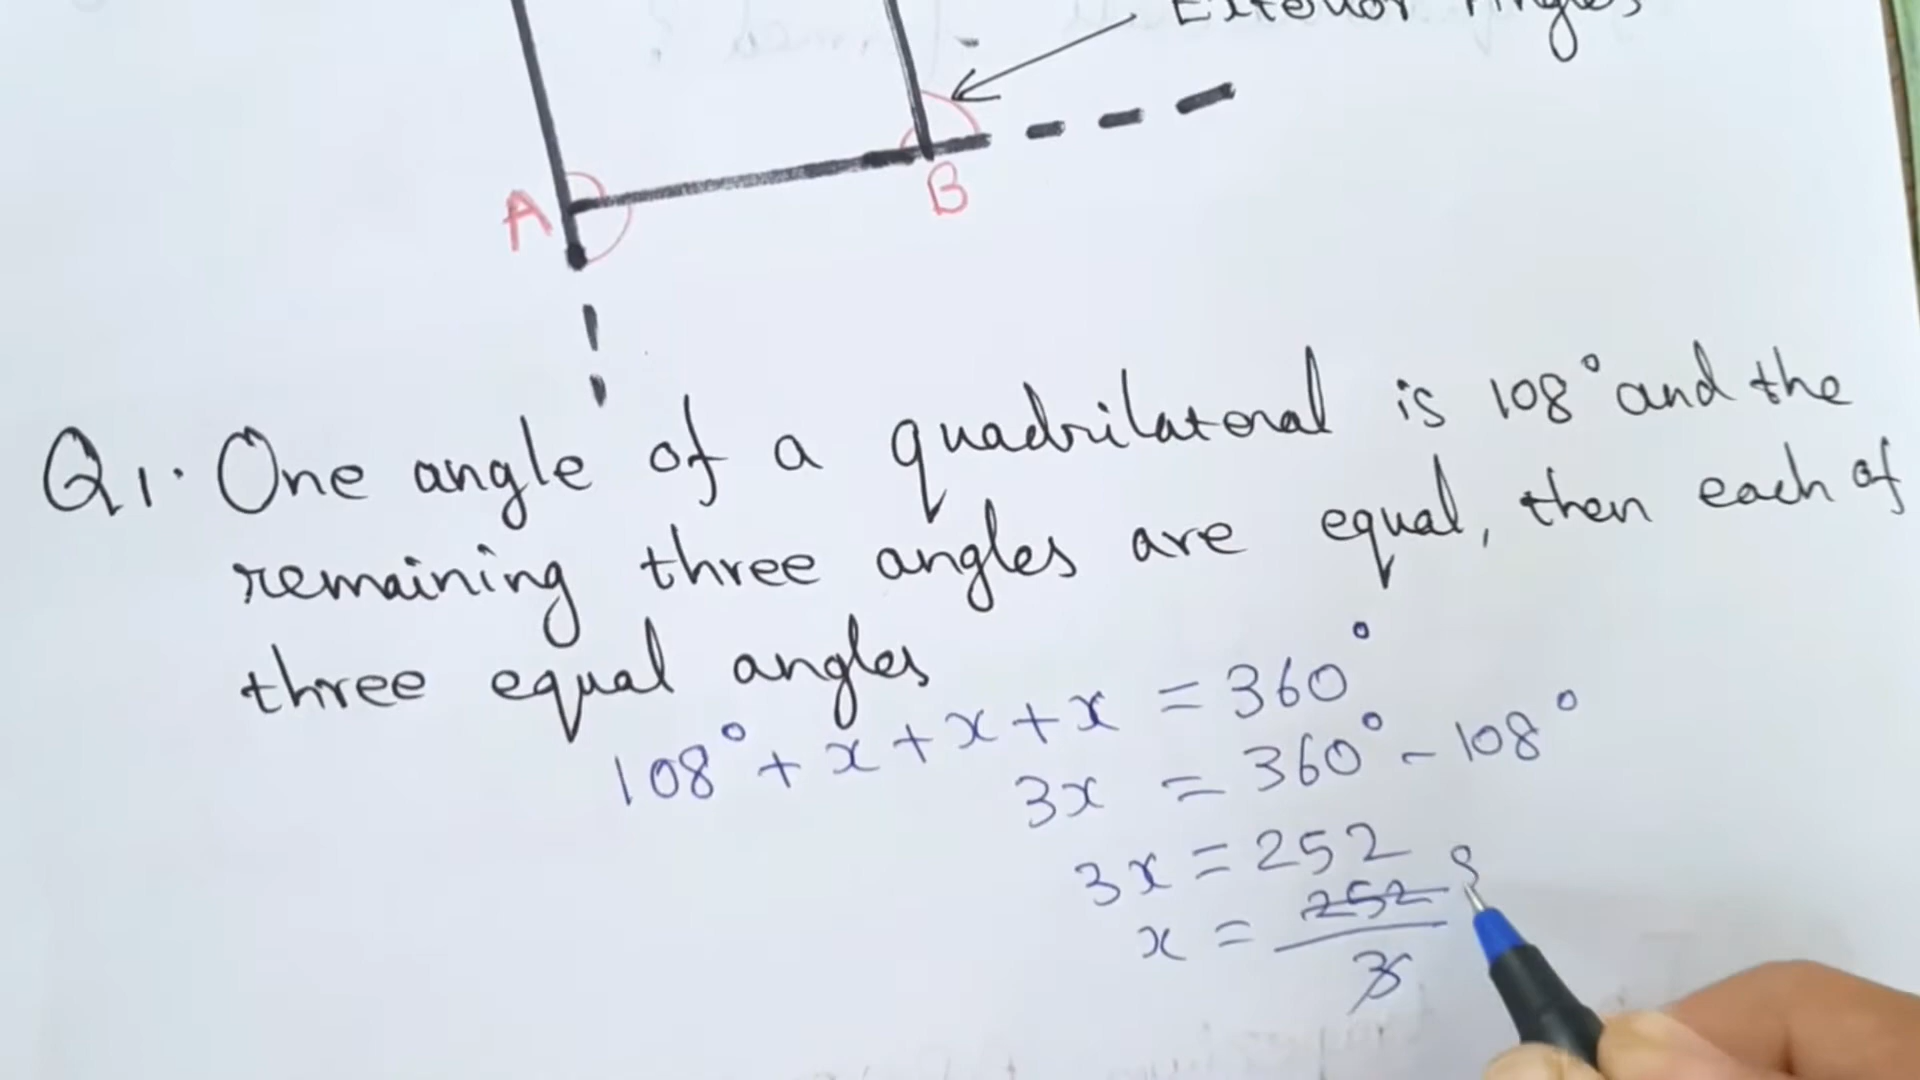 Exterior Angles
A
B
Q1. One angle of a quadrilateral is 108° and the
remaining three angles are equal, then each of
three equal angles
108° + x + x + x = 360°
3x = 360° - 108°
3x = 252
x = 252/3 8